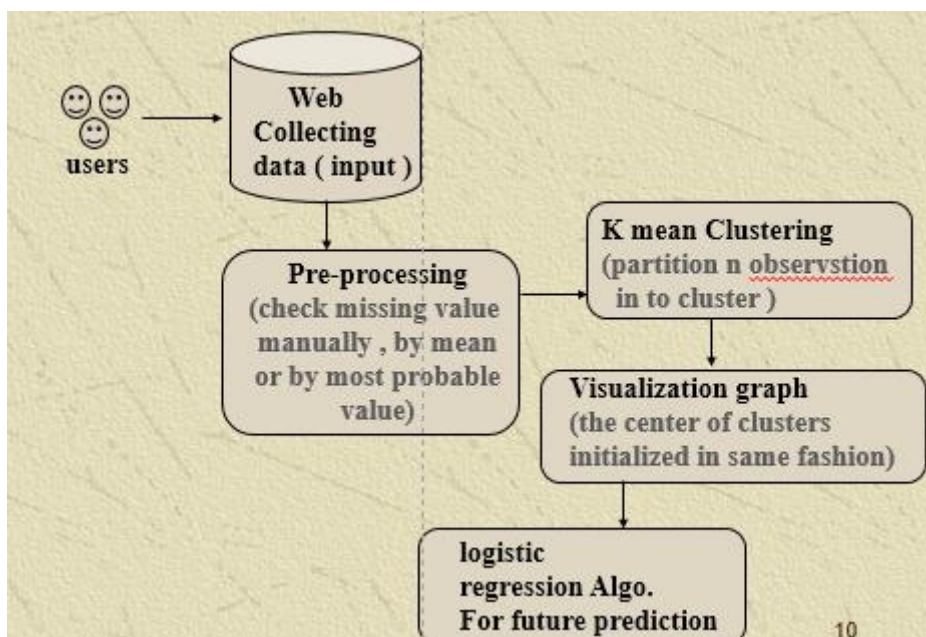 users
Web
Collecting
data ( input )
Pre-processing
(check missing value
manually , by mean
or by most probable
value)
K mean Clustering
(partition n observstion
in to cluster )
Visualization graph
(the center of clusters
initialized in same fashion)
logistic
regression Algo.
For future prediction
10